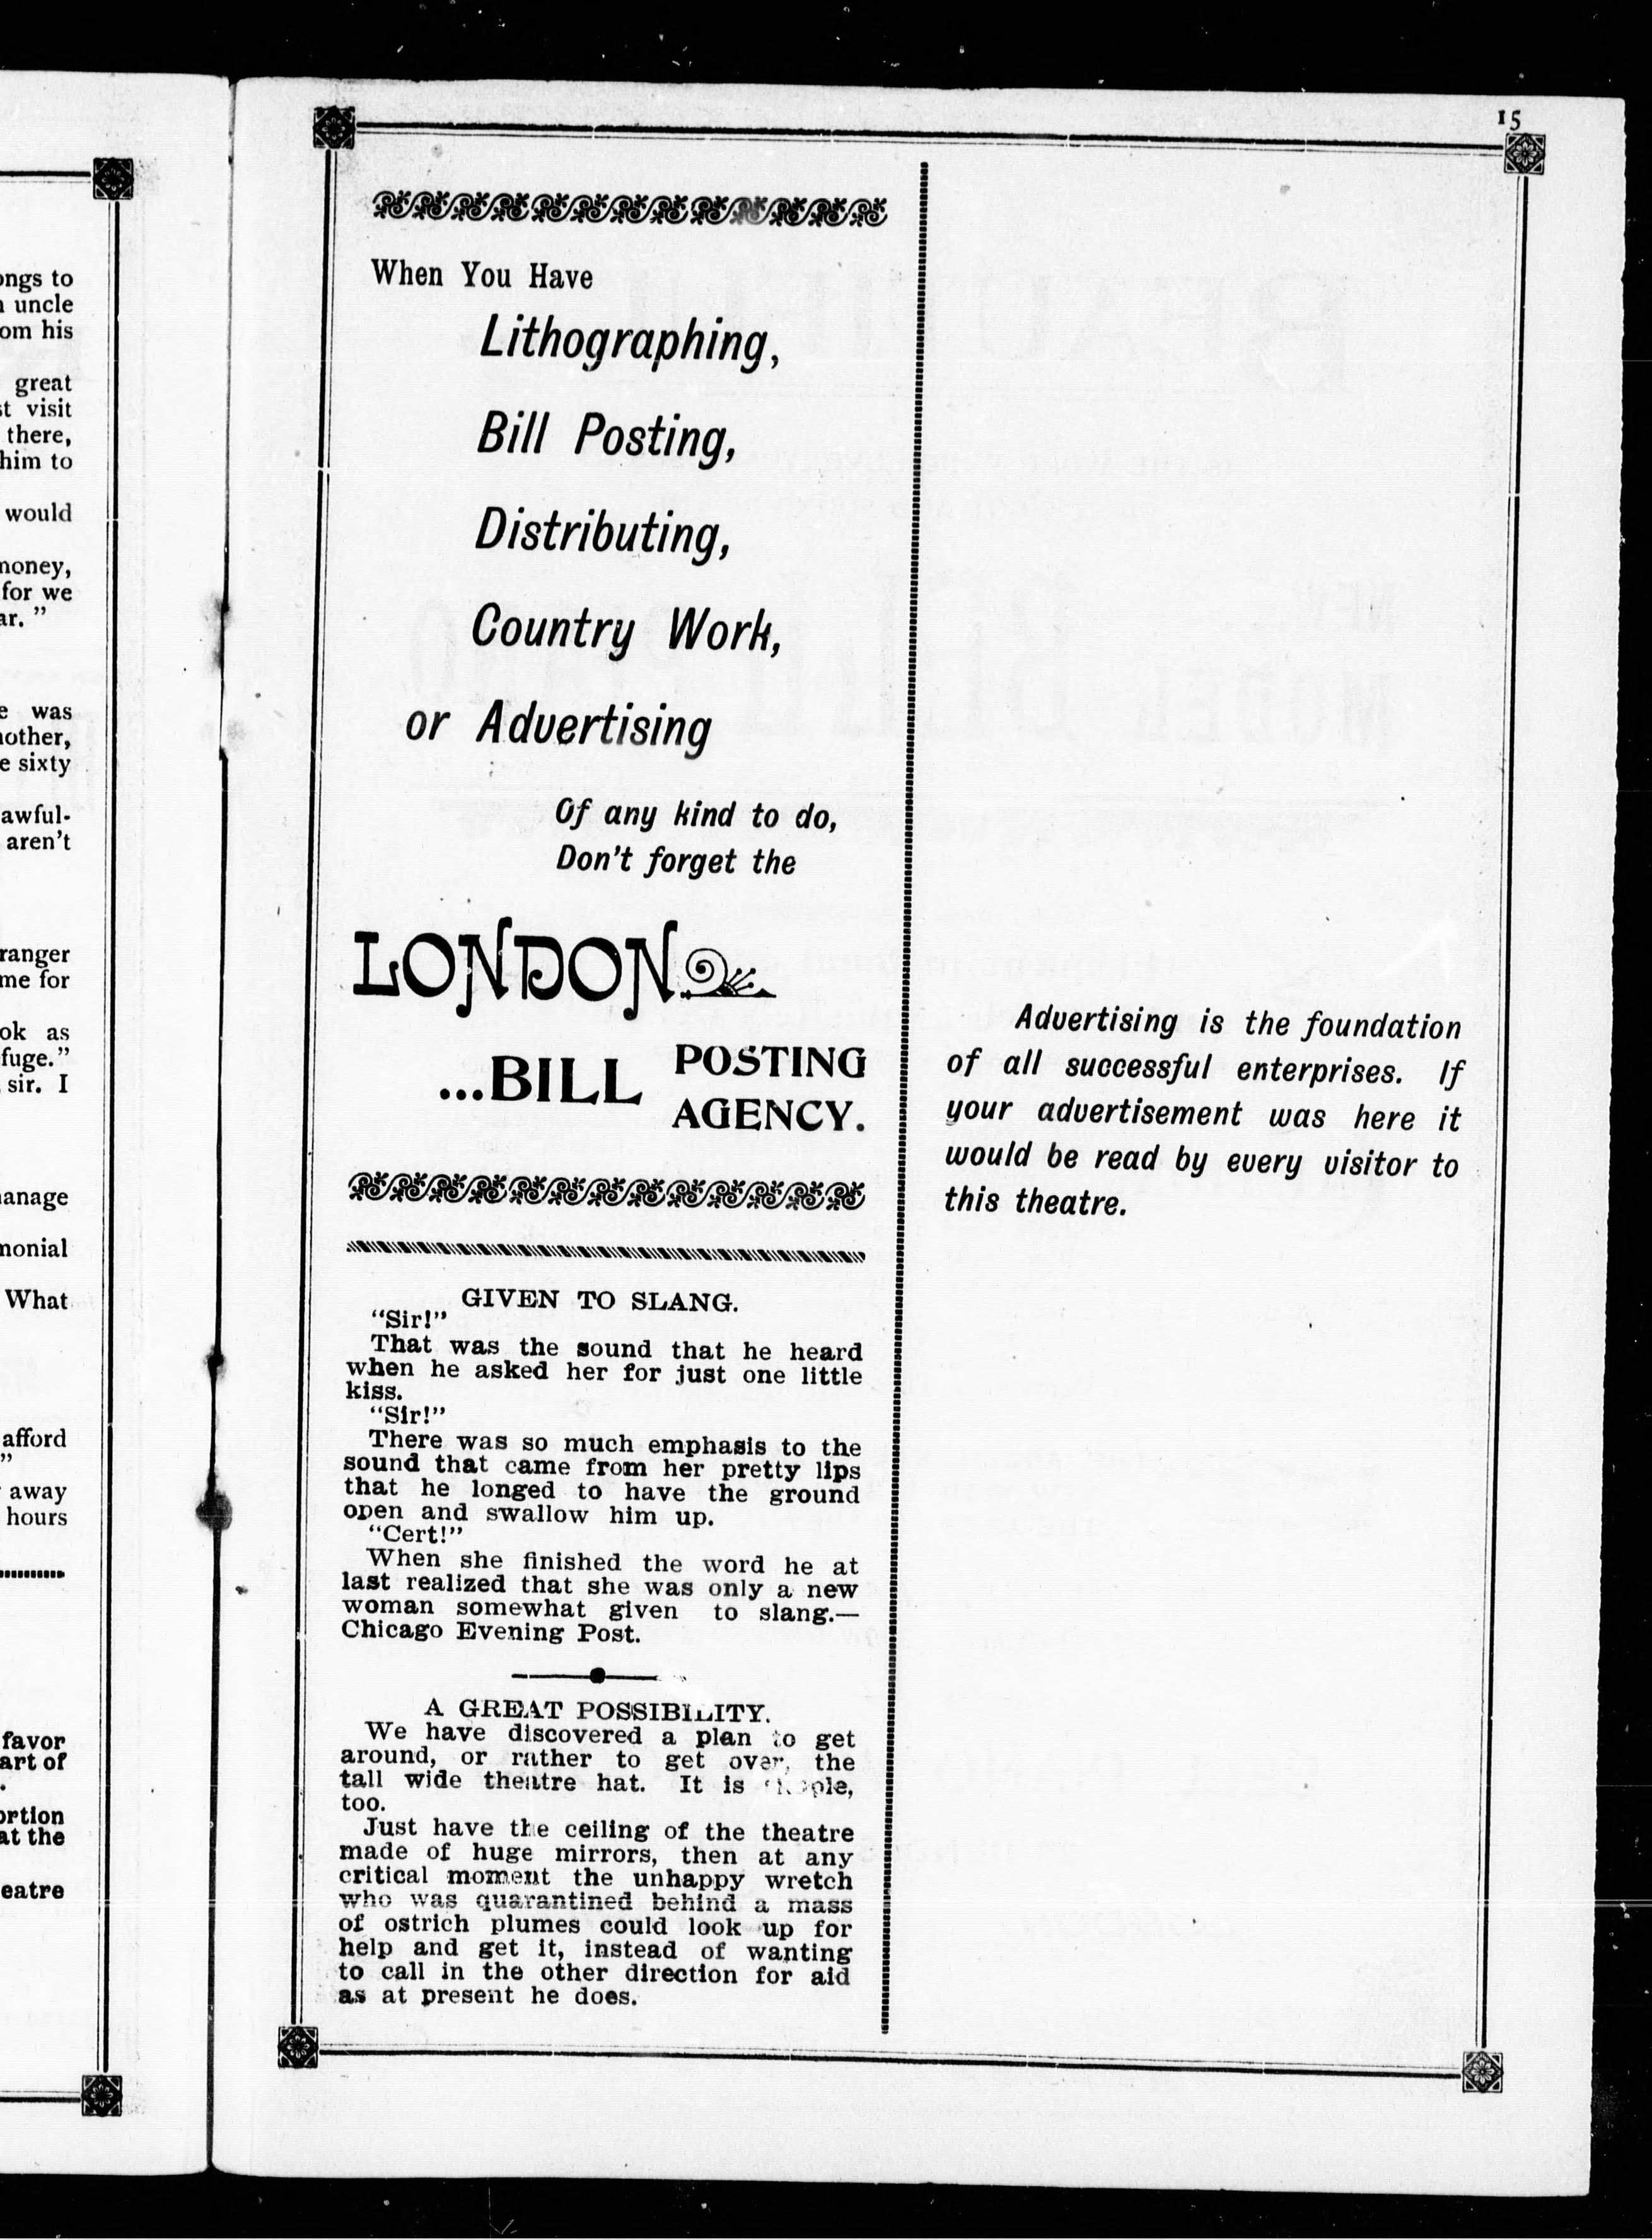 ongs to
uncle
om his
great
st visit
there,
him to
would
money,
for we
ar. "
e was
nother,
e sixty
awful-
aren't
ranger
me for
ok as
fuge."
sir. I
manage
monial
What
afford
"
away
hours
favor
art of
.
ortion
at the
eatre
15
When You Have
Lithographing,
Bill Posting,
Distributing,
Country Work,
or Advertising
Of any kind to do,
Don't forget the
LONDON
...BILL POSTING
AGENCY.
GIVEN TO SLANG.
"Sir!"
That was the sound that he heard
when he asked her for just one little
kiss.
"Sir!"
There was so much emphasis to the
sound that came from her pretty lips
that he longed to have the ground
open and swallow him up.
"Cert!"
When she finished the word he at
last realized that she was only a new
woman somewhat given to slang.—
Chicago Evening Post.
A GREAT POSSIBILITY.
We have discovered a plan to get
around, or rather to get over, the
tall wide theatre hat. It is
too.
Just have the ceiling of the theatre
made of huge mirrors, then at any
critical moment the unhappy wretch
who was quarantined behind a mass
of ostrich plumes could look up for
help and get it, instead of wanting
to call in the other direction for aid
as at present he does.
Advertising is the foundation
of all successful enterprises. If
your advertisement was here it
would be read by every visitor to
this theatre.